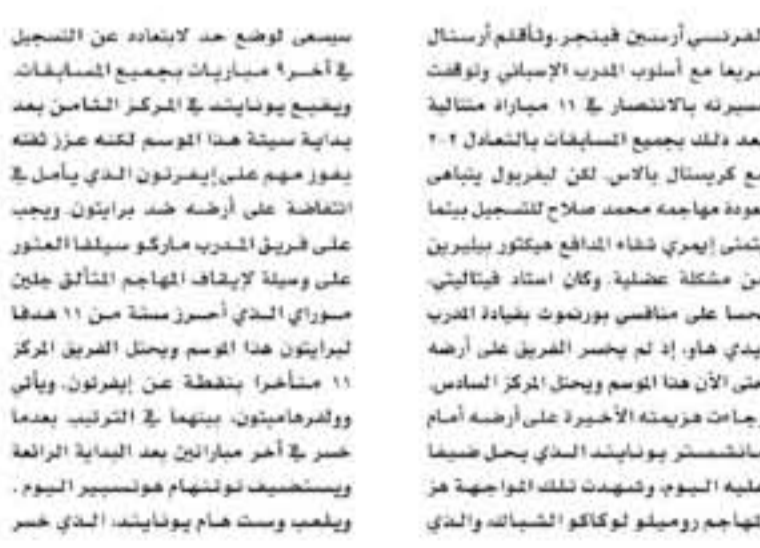 لفرنسي أرسين فينجر. وتأقلم أرسنال
سريعا مع أسلوب المدرب الإسباني وتوقفت
مسيرته بالانتصار في ١١ مباراة متتالية
بعد ذلك بجميع المسابقات بالتعادل ٢-٢
مع كريستال بالاس. لكن ليفربول يتباهى
بعودة مهاجمه محمد صلاح للتسجيل بينما
يتمنى إيمري شفاء المدافع هيكتور بيليرين
من مشكلة عضلية. وكان استاد فيتاليتي،
نحسا على منافسي بورنموث بقيادة المدرب
إيدي هاو، إذ لم يخسر الفريق على أرضه
حتى الآن هذا الموسم ويحتل المركز السادس.
وجاءت هزيمته الأخيرة على أرضه أمام
مانشستر يونايتد الذي يحل ضيفا
عليه اليوم، وشهدت تلك المواجهة هز
المهاجم روميلو لوكاكو الشباك، والذي
سيسعى لوضع حد لابتعاده عن التسجيل
في أخر ٩ مباريات بجميع المسابقات.
ويقبع يونايتد في المركز الثامن بعد
بداية سيئة هذا الموسم لكنه عزز ثقته
بفوز مهم على إيفرتون الذي يأمل في
انتفاضة على أرضه ضد برايتون. ويجب
على فريق المدرب ماركو سيلفا العثور
على وسيلة لإيقاف المهاجم المتألق جلين
موراي الذي أحرز ستة من ١١ هدفا
لبرايتون هذا الموسم ويحتل الفريق المركز
١١ متأخرا بنقطة عن إيفرتون. ويأتي
وولفرهامبتون، بينهما في الترتيب بعدما
خسر في أخر مباراتين بعد البداية الرائعة
ويستضيف توتنهام هوتسبير اليوم.
ويلعب وست هام يونايتد، الذي خسر